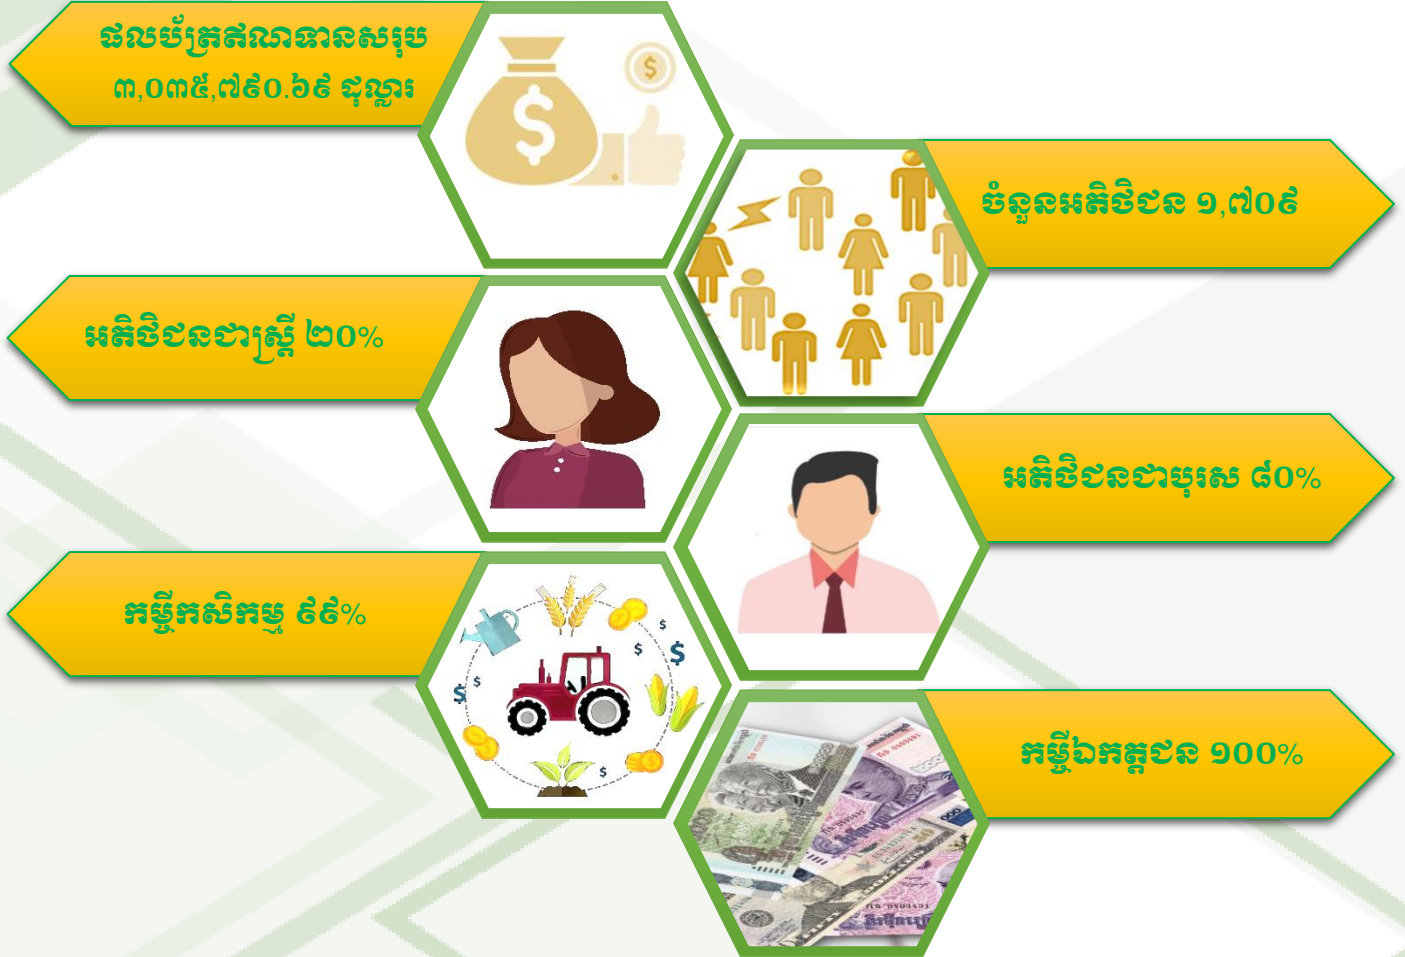 ផលប័ត្រឥណទានសរុប
៣,០៣៥,៧៩០.៦៩ ដុល្លារ
ចំនួនអតិថិជន ១,៧០៩
អតិថិជនជាស្ត្រី ២០%
អតិថិជនជាបុរស ៨០%
កម្ចីកសិកម្ម ៩៩%
កម្ចីឯកត្តជន ១០០%